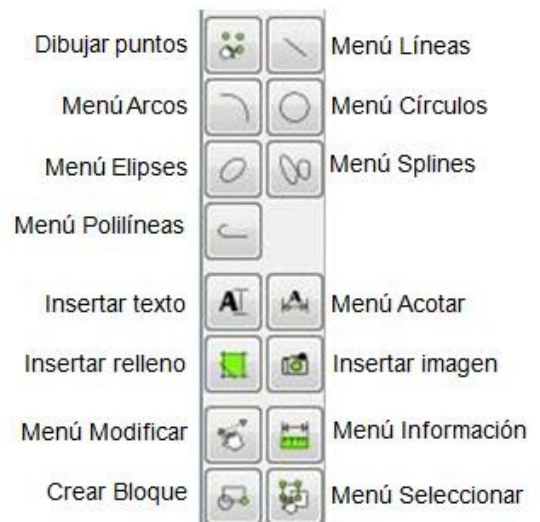 Dibujar puntos
Menú Líneas
Menú Arcos
Menú Círculos
Menú Elipses
Menú Splines
Menú Polilíneas
Insertar texto
A
A
Menú Acotar
Insertar relleno
Insertar imagen
Menú Modificar
Menú Información
Crear Bloque
Menú Seleccionar